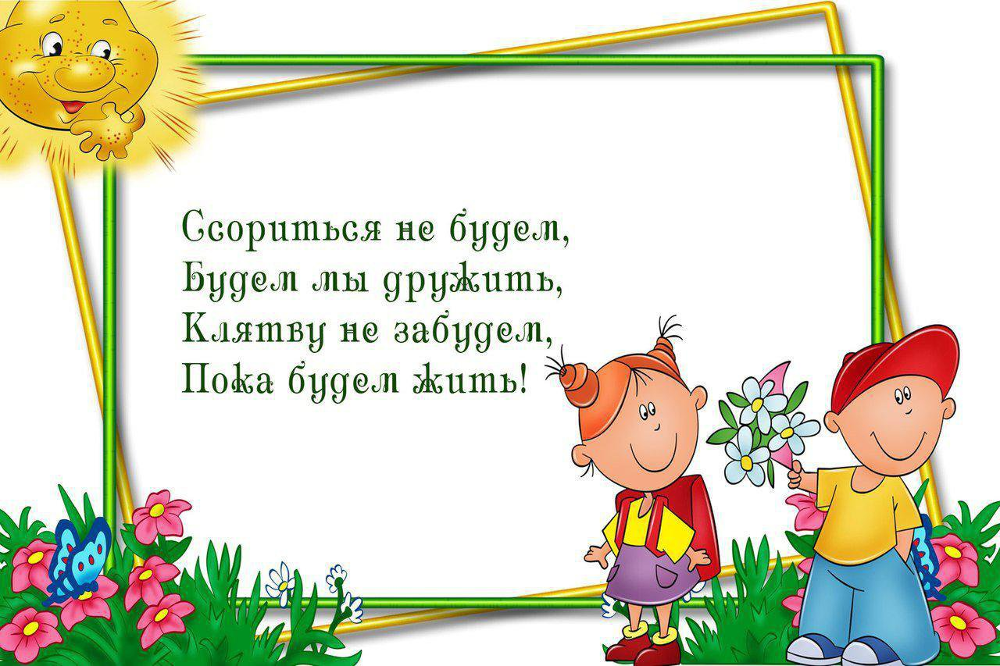 Ссориться не будем,
Будем мы дружить,
Клятву не забудем,
Пока будем жить!